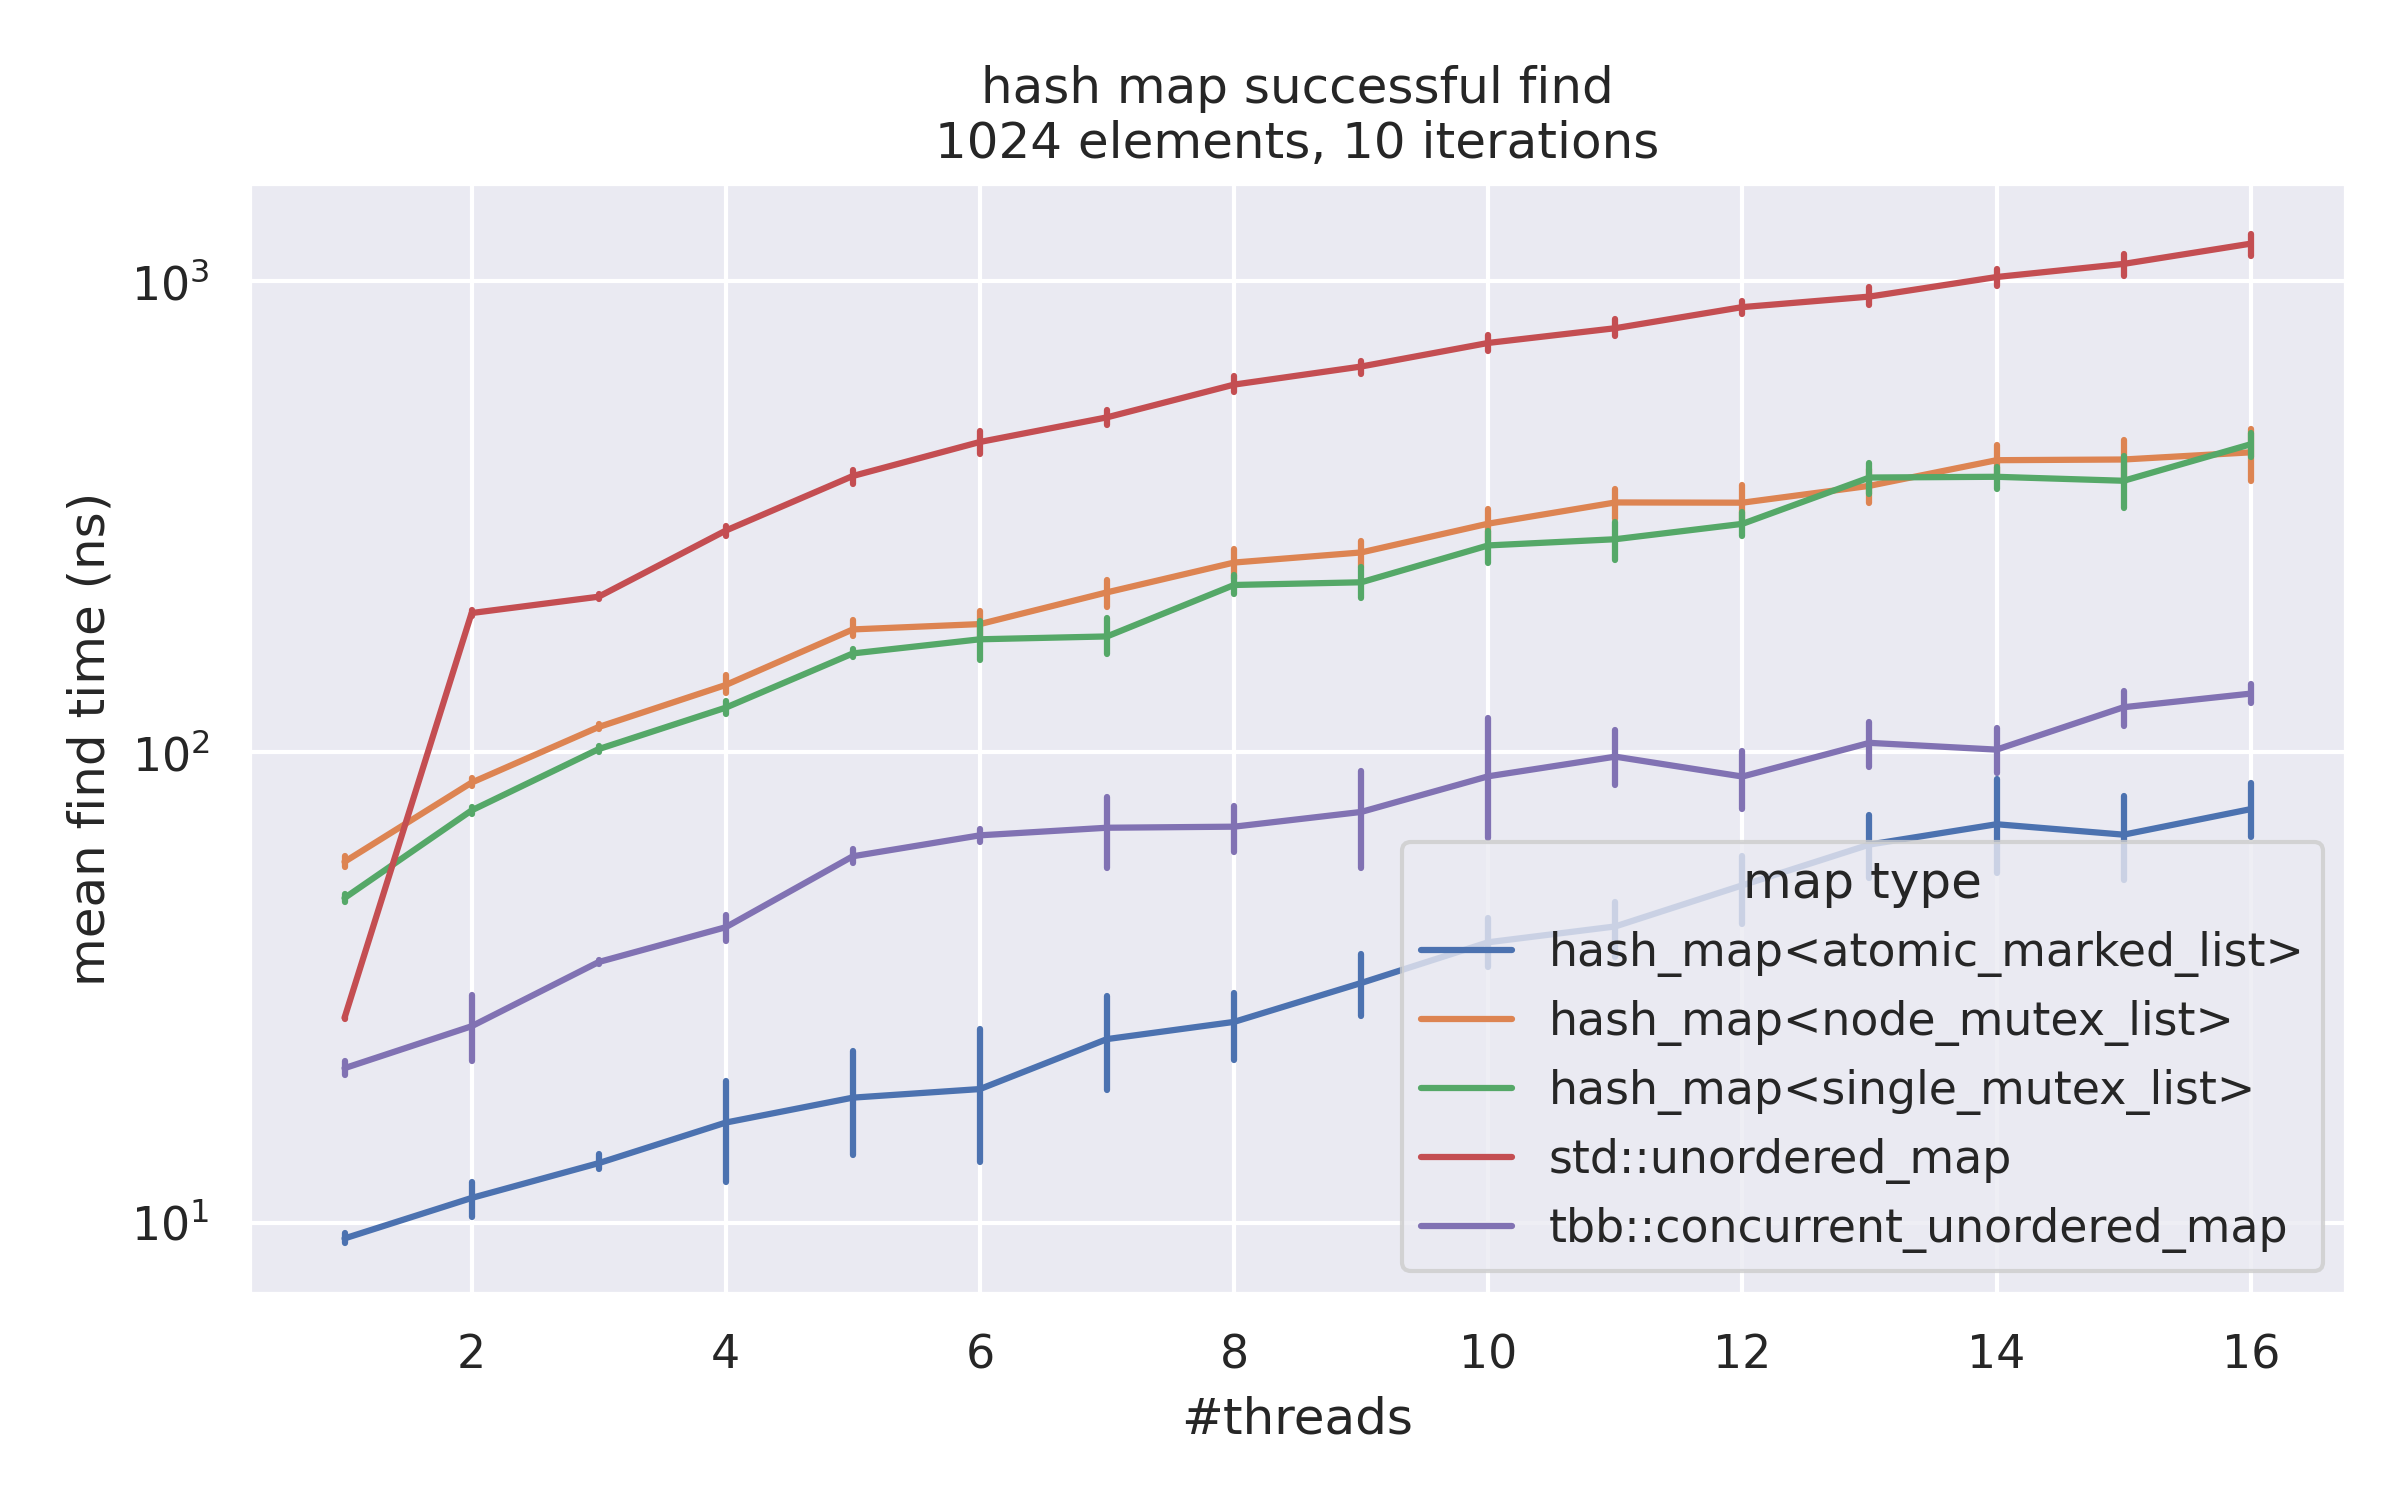 hash map successful find
1024 elements, 10 iterations
mean find time (ns)
10³
10²
10¹
map type
hash_map<atomic_marked_list>
hash_map<node_mutex_list>
hash_map<single_mutex_list>
std::unordered_map
tbb::concurrent_unordered_map
2 4 6 8 10 12 14 16
#threads